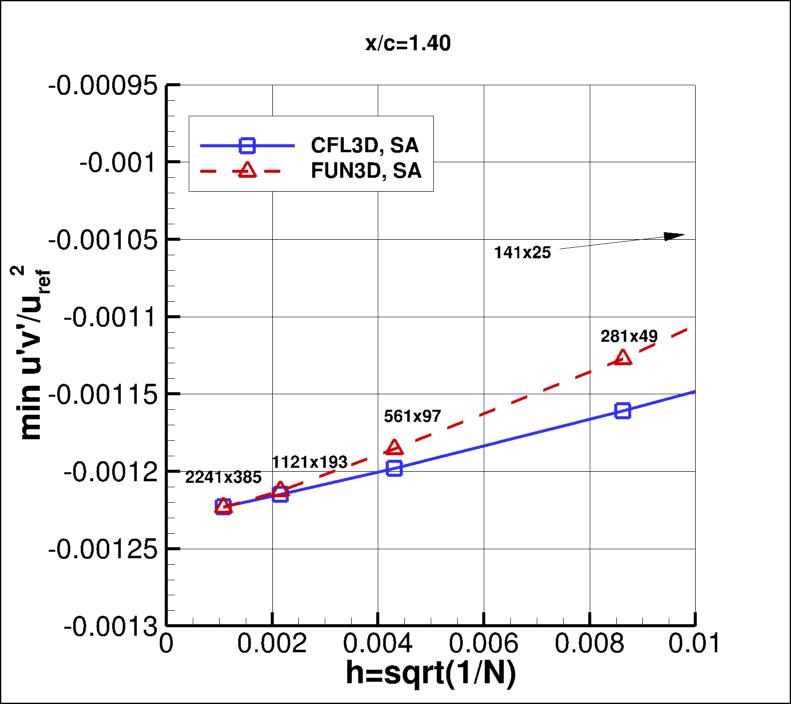 x/c=1.40
-0.00095
-0.001
-0.00105
-0.0011
-0.00115
-0.0012
-0.00125
-0.0013
min u'v'/u_ref^2
CFL3D, SA
FUN3D, SA
141x25
281x49
561x97
1121x193
2241x385
0 0.002 0.004 0.006 0.008 0.01
h=sqrt(1/N)